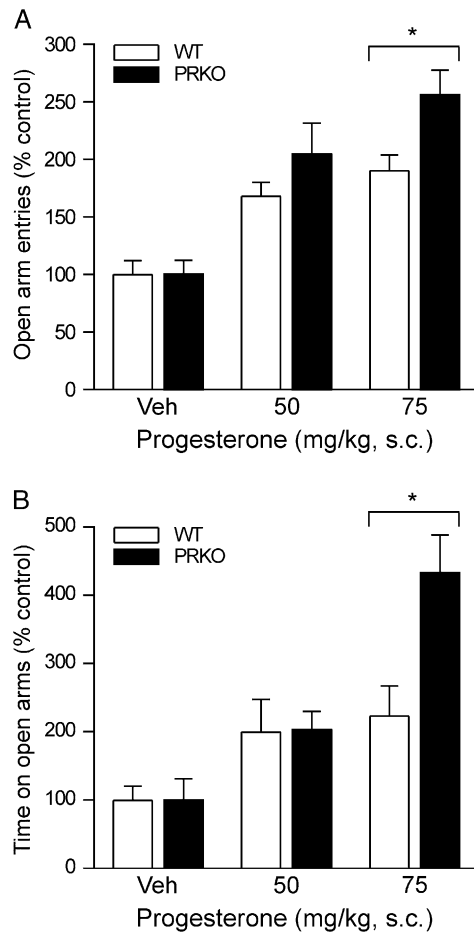 A
300
250
200
150
100
50
0
Open arm entries (% control)
WT
PRKO
*
Veh 50 75
Progesterone (mg/kg, s.c.)
B
500
400
300
200
100
0
Time on open arms (% control)
WT
PRKO
*
Veh 50 75
Progesterone (mg/kg, s.c.)